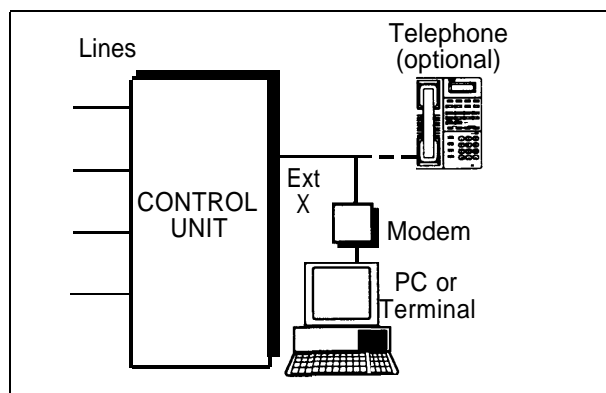 Lines
Telephone
(optional)
CONTROL
UNIT
Ext
X
Modem
PC or
Terminal